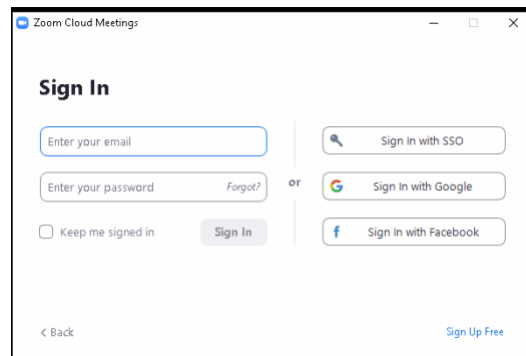 Zoom Cloud Meetings
Sign In
Enter your email
Enter your password
Forgot?
Keep me signed in
Sign In
or
Sign In with SSO
Sign In with Google
Sign In with Facebook
< Back
Sign Up Free